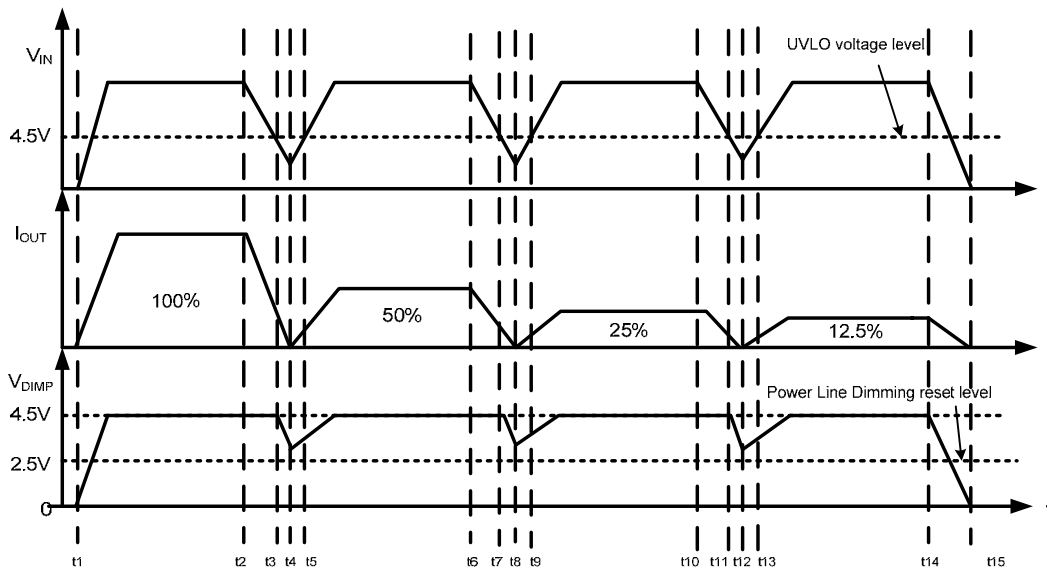 UVLO voltage level
VIN
4.5V
IOUT
100%
50%
25%
12.5%
VDIMP
Power Line Dimming reset level
4.5V
2.5V
0
t1 t2 t3 t4 t5 t6 t7 t8 t9 t10 t11 t12 t13 t14 t15